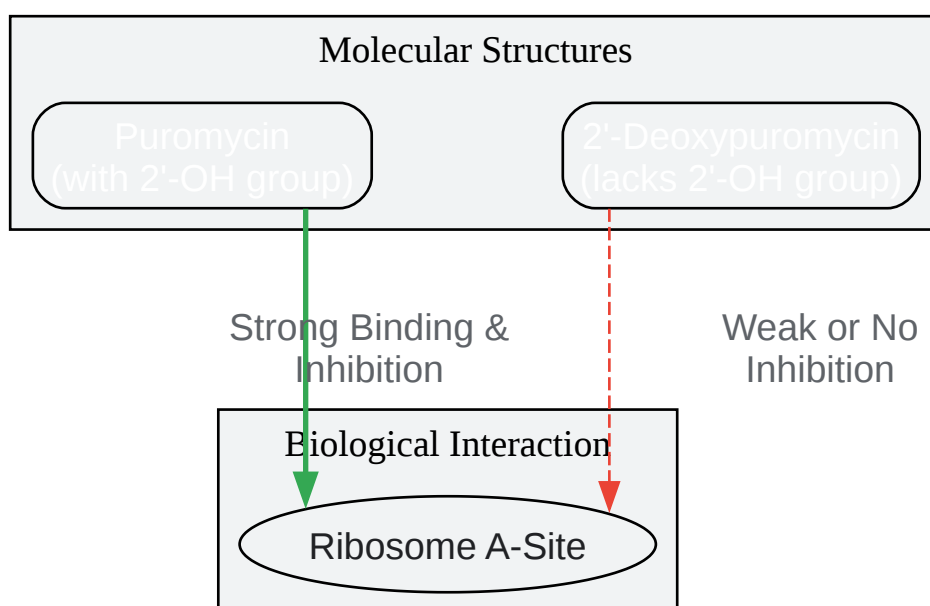 Molecular Structures
Puromycin
(with 2'-OH group)
2'-Deoxypuromycin
(lacks 2'-OH group)
Strong Binding &
Inhibition
Weak or No
Inhibition
Biological Interaction
Ribosome A-Site